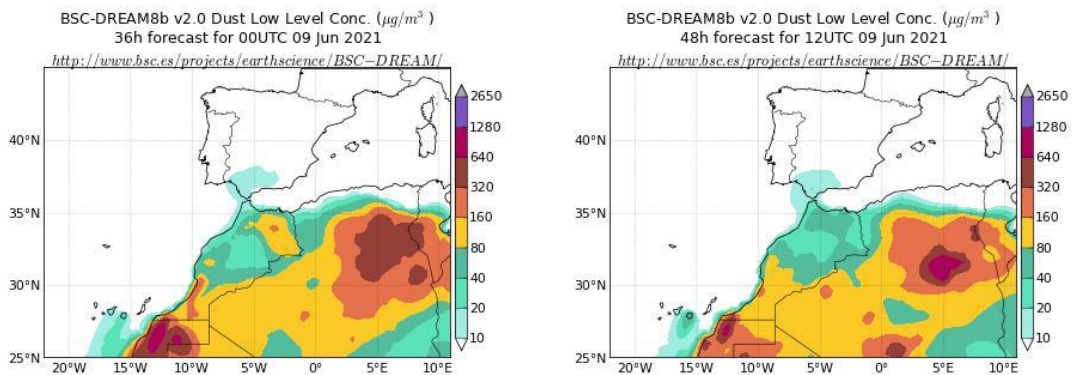 BSC-DREAM8b v2.0 Dust Low Level Conc. (μg/m³ )
36h forecast for 00UTC 09 Jun 2021
http://www.bsc.es/projects/earthscience/BSC−DREAM/
40°N
35°N
30°N
25°N
20°W
15°W
10°W
5°W
0°
5°E
10°E
2650
1280
640
320
160
80
40
20
10
BSC-DREAM8b v2.0 Dust Low Level Conc. (μg/m³ )
48h forecast for 12UTC 09 Jun 2021
http://www.bsc.es/projects/earthscience/BSC−DREAM/
40°N
35°N
30°N
25°N
20°W
15°W
10°W
5°W
0°
5°E
10°E
2650
1280
640
320
160
80
40
20
10